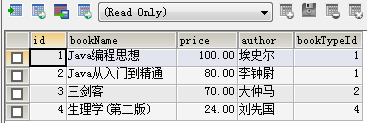 (Read Only)
id bookName price author bookTypeId
1 Java编程思想 100.00 埃史尔 1
2 Java从入门到精通 80.00 李钟尉 1
3 三剑客 70.00 大仲马 2
4 生理学(第二版) 24.00 刘先国 4